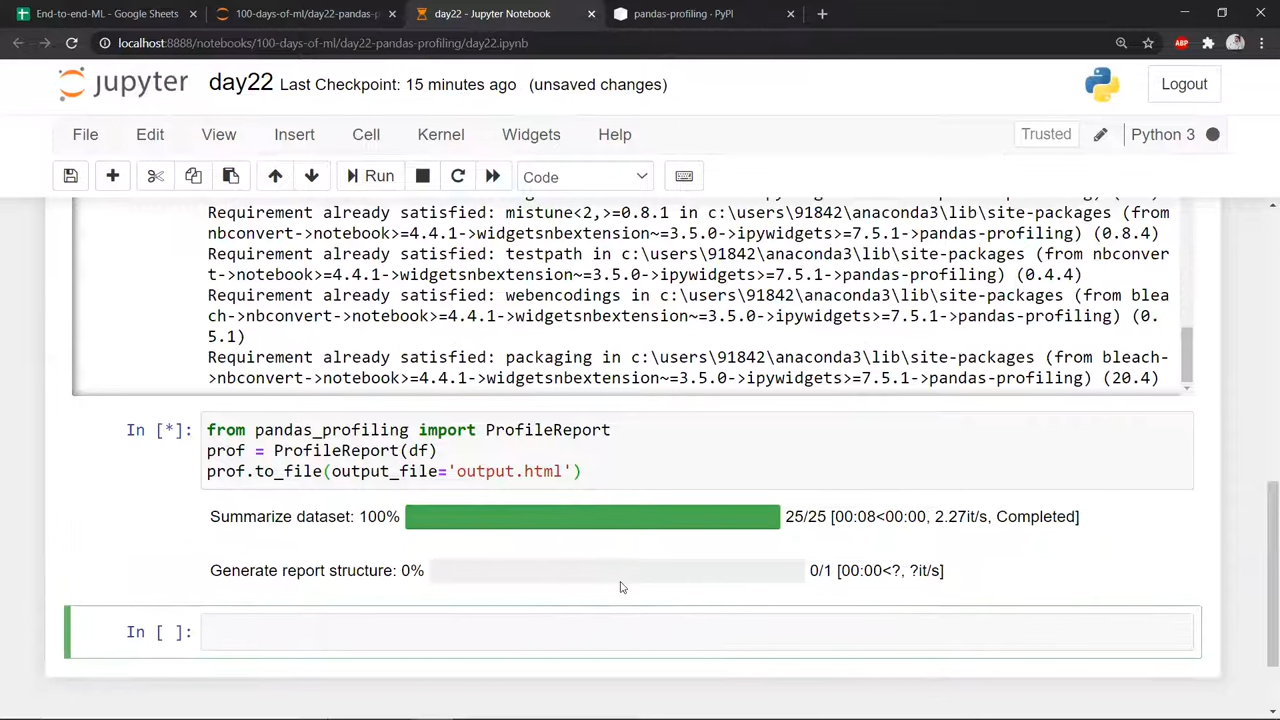 End-to-end-ML - Google Sheets
100-days-of-ml/day22-pandas-p
day22 - Jupyter Notebook
pandas-profiling · PyPI
localhost:8888/notebooks/100-days-of-ml/day22-pandas-profiling/day22.ipynb
ABP
jupyter day22 Last Checkpoint: 15 minutes ago (unsaved changes)
Logout
File Edit View Insert Cell Kernel Widgets Help
Trusted
Python 3
Run
Code
Requirement already satisfied: mistune<2,>=0.8.1 in c:\users\91842\anaconda3\lib\site-packages (from
nbconvert->notebook>=4.4.1->widgetsnbextension~=3.5.0->ipywidgets>=7.5.1->pandas-profiling) (0.8.4)
Requirement already satisfied: testpath in c:\users\91842\anaconda3\lib\site-packages (from nbconver
t->notebook>=4.4.1->widgetsnbextension~=3.5.0->ipywidgets>=7.5.1->pandas-profiling) (0.4.4)
Requirement already satisfied: webencodings in c:\users\91842\anaconda3\lib\site-packages (from blea
ch->nbconvert->notebook>=4.4.1->widgetsnbextension~=3.5.0->ipywidgets>=7.5.1->pandas-profiling) (0.
5.1)
Requirement already satisfied: packaging in c:\users\91842\anaconda3\lib\site-packages (from bleach-
>nbconvert->notebook>=4.4.1->widgetsnbextension~=3.5.0->ipywidgets>=7.5.1->pandas-profiling) (20.4)
In [*]: from pandas_profiling import ProfileReport
prof = ProfileReport(df)
prof.to_file(output_file='output.html')
Summarize dataset: 100% 25/25 [00:08<00:00, 2.27it/s, Completed]
Generate report structure: 0% 0/1 [00:00<?, ?it/s]
In [ ]: